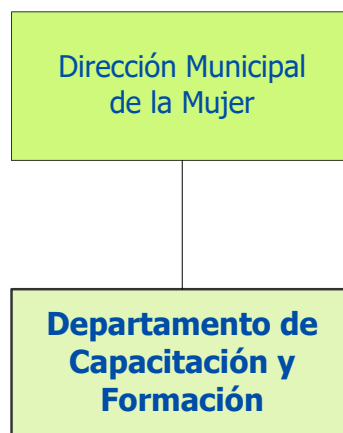 Dirección Municipal
de la Mujer
Departamento de
Capacitación y
Formación